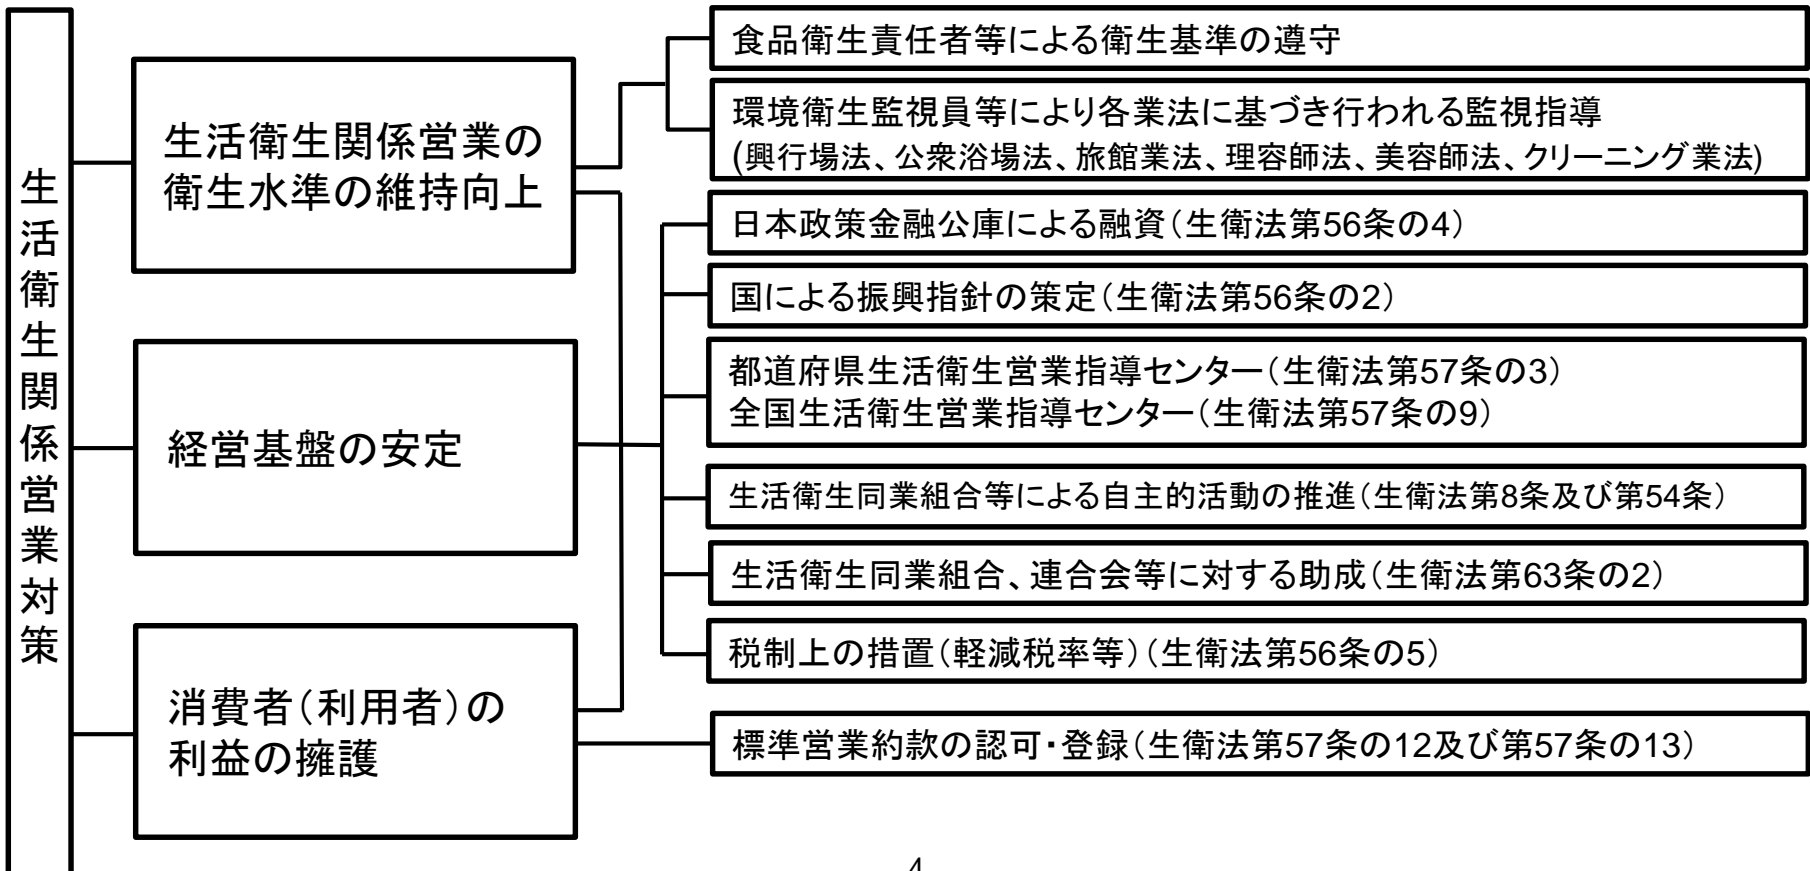 生活衛生関係営業対策
生活衛生関係営業の
衛生水準の維持向上
経営基盤の安定
消費者(利用者)の
利益の擁護
食品衛生責任者等による衛生基準の遵守
環境衛生監視員等により各業法に基づき行われる監視指導
(興行場法、公衆浴場法、旅館業法、理容師法、美容師法、クリーニング業法)
日本政策金融公庫による融資(生衛法第56条の4)
国による振興指針の策定(生衛法第56条の2)
都道府県生活衛生営業指導センター(生衛法第57条の3)
全国生活衛生営業指導センター(生衛法第57条の9)
生活衛生同業組合等による自主的活動の推進(生衛法第8条及び第54条)
生活衛生同業組合、連合会等に対する助成(生衛法第63条の2)
税制上の措置(軽減税率等)(生衛法第56条の5)
標準営業約款の認可・登録(生衛法第57条の12及び第57条の13)
4